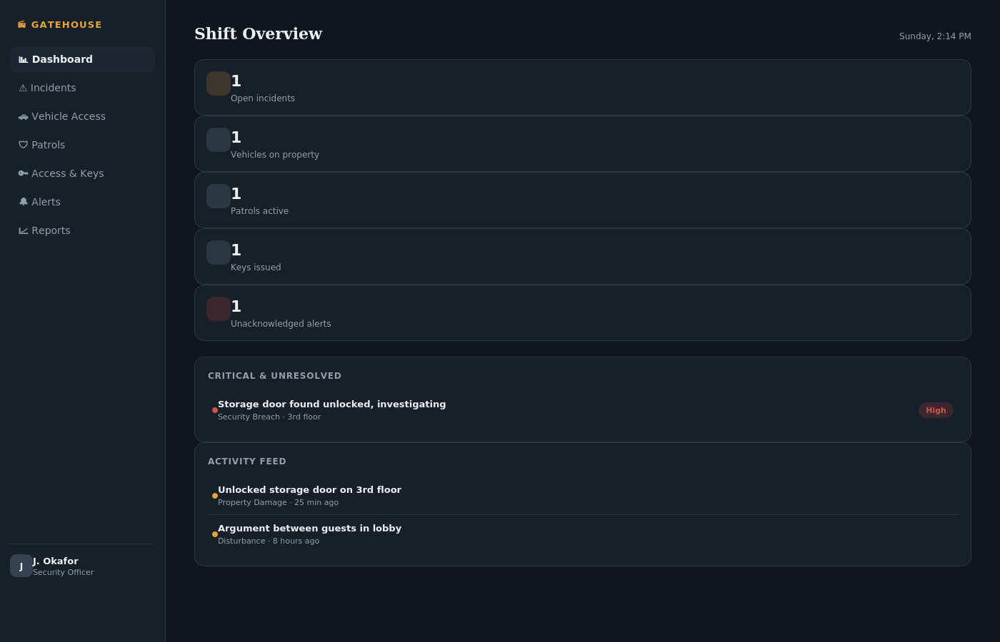 GATEHOUSE
Dashboard
Incidents
Vehicle Access
Patrols
Access & Keys
Alerts
Reports
J
J. Okafor
Security Officer
Shift Overview
Sunday, 2:14 PM
1
Open incidents
1
Vehicles on property
1
Patrols active
1
Keys issued
1
Unacknowledged alerts
CRITICAL & UNRESOLVED
Storage door found unlocked, investigating
Security Breach · 3rd floor
High
ACTIVITY FEED
Unlocked storage door on 3rd floor
Property Damage · 25 min ago
Argument between guests in lobby
Disturbance · 8 hours ago